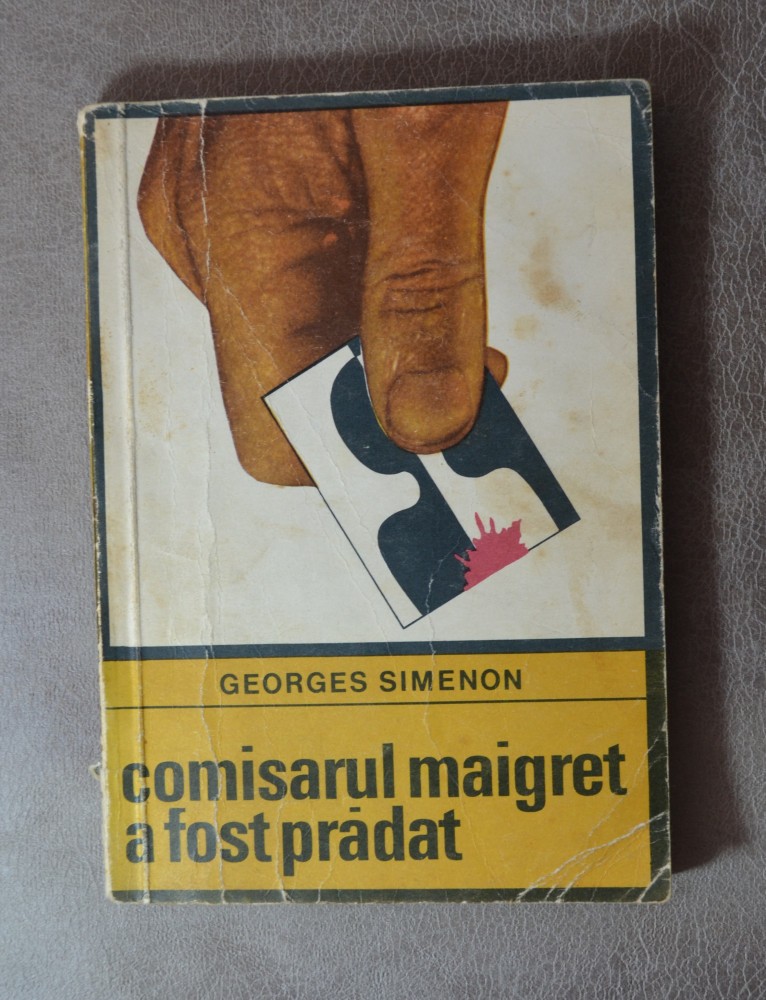 GEORGES SIMENON
comisarul maigret
a fost prădat